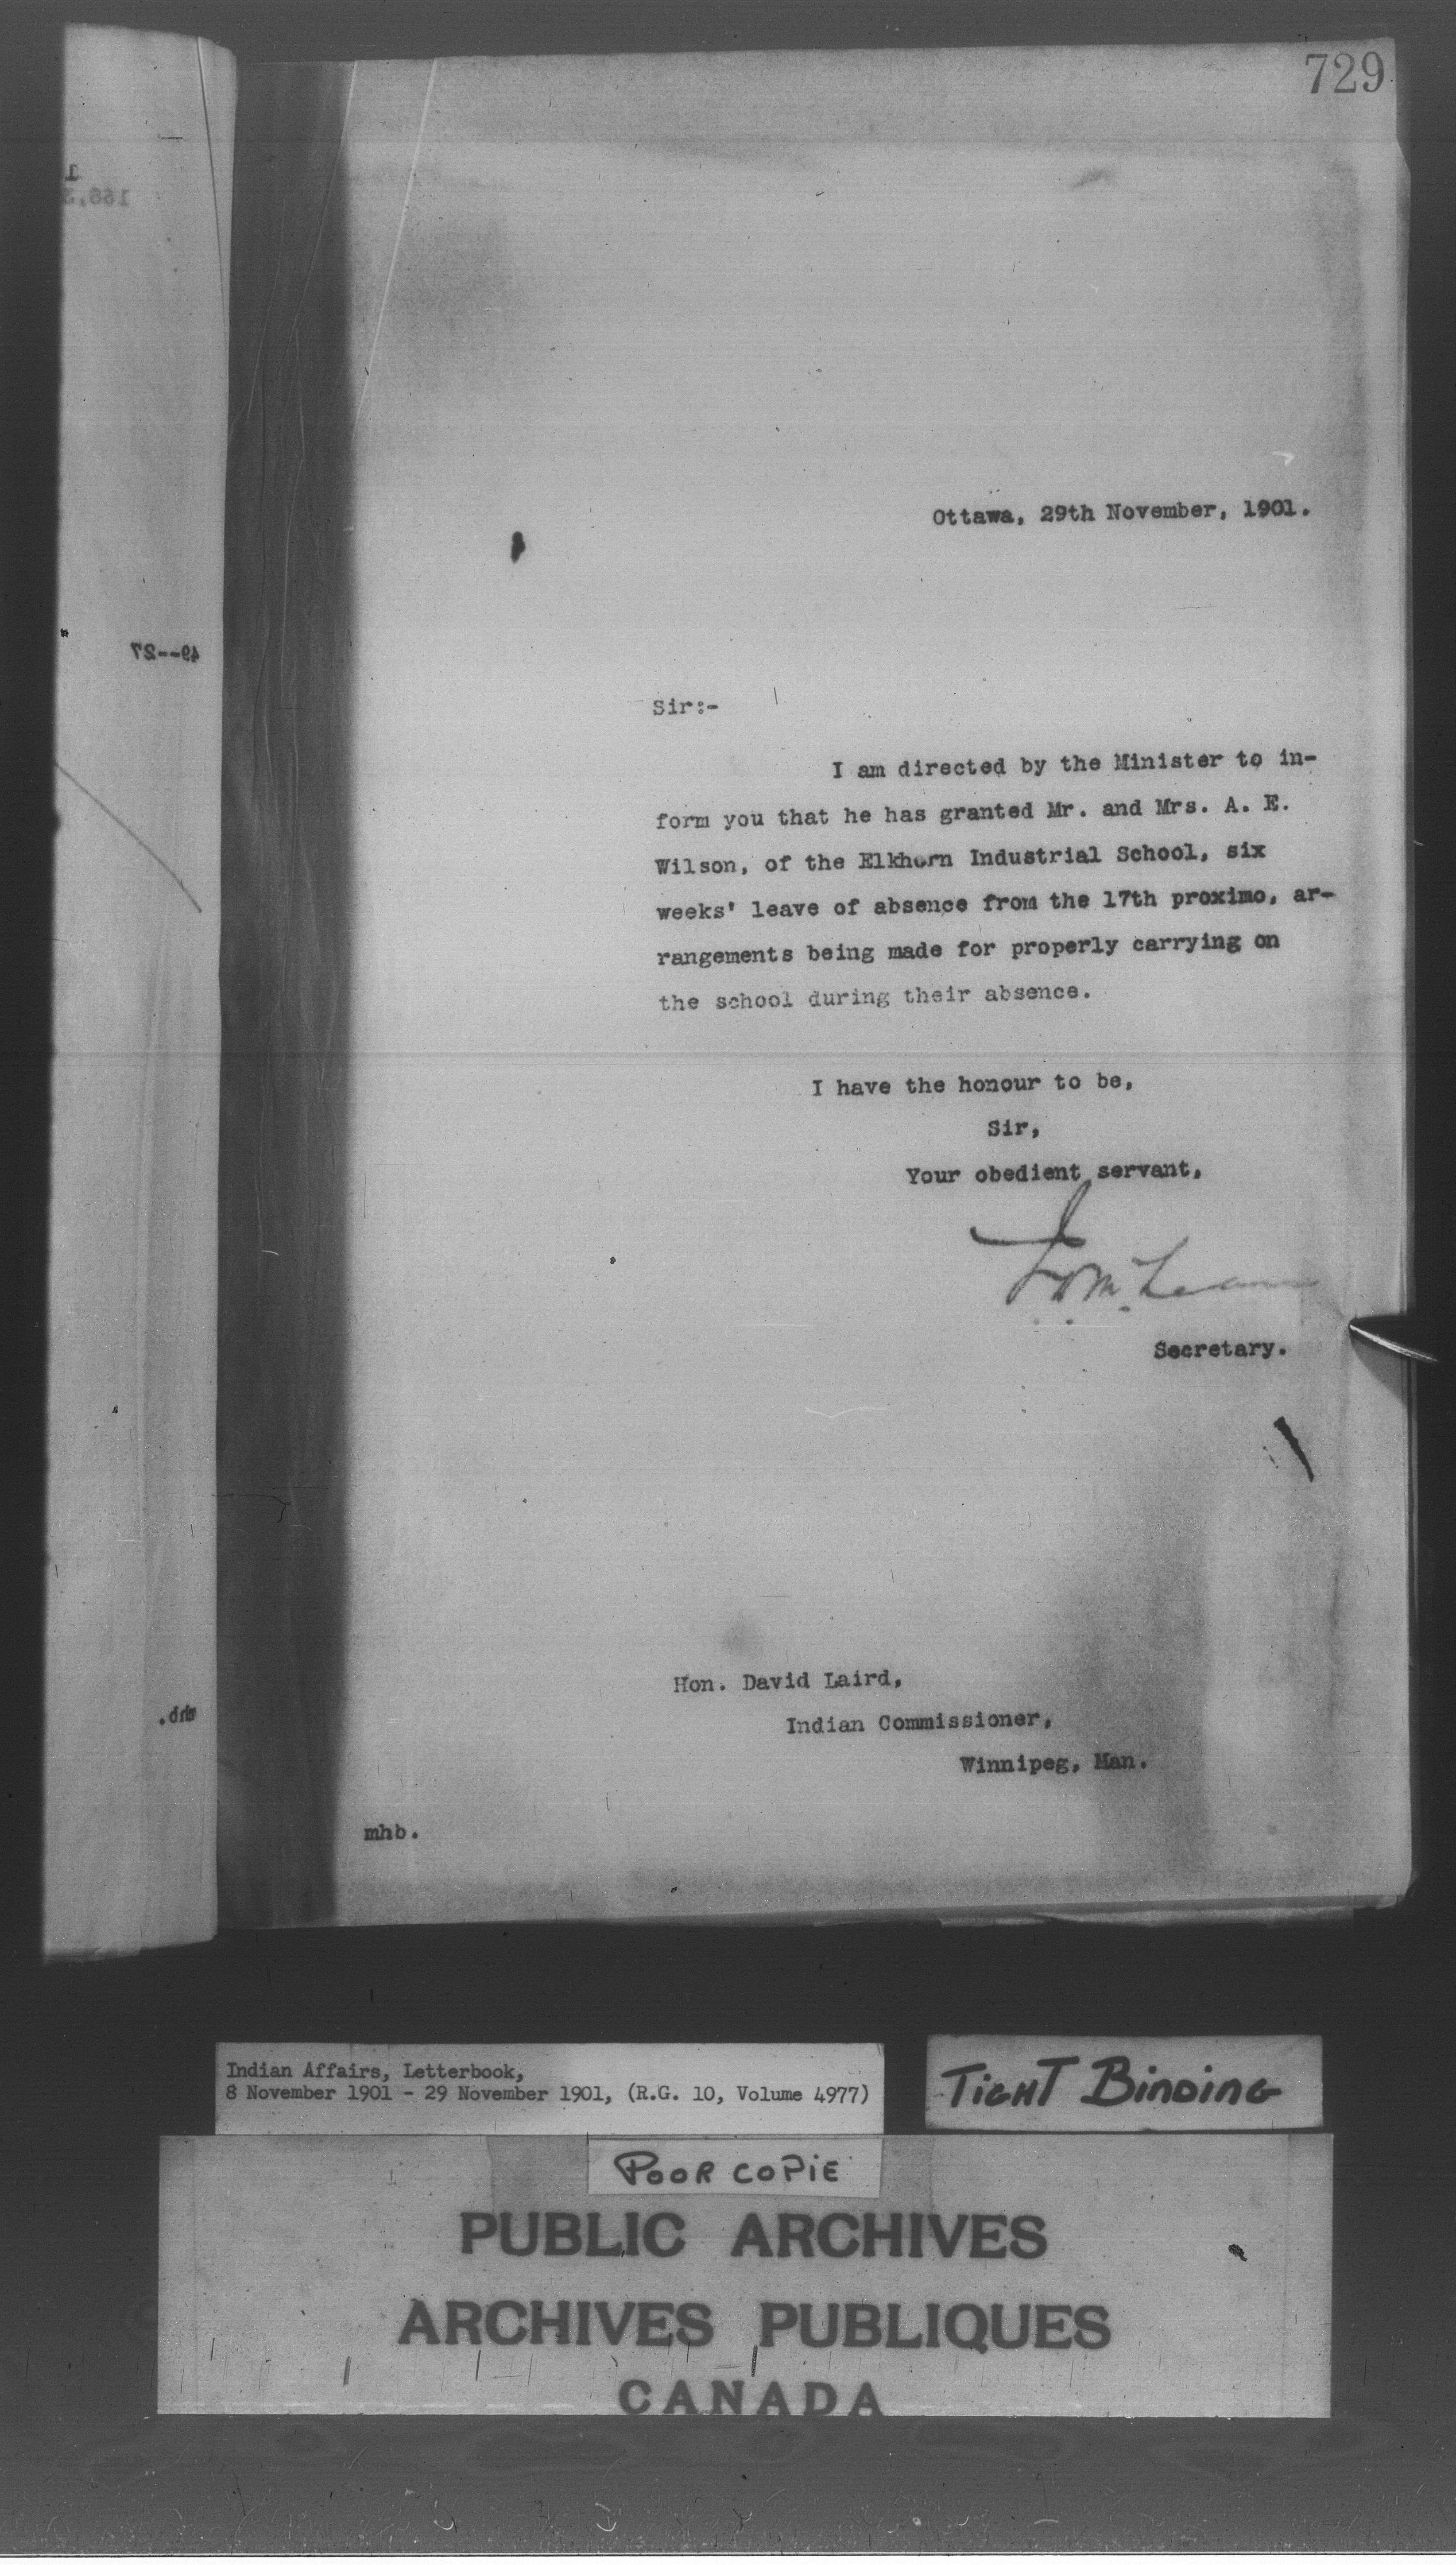 729
Ottawa, 29th November, 1901.
49--27
Sir:-
I am directed by the Minister to in-
form you that he has granted Mr. and Mrs. A. E.
Wilson, of the Elkhorn Industrial School, six
weeks' leave of absence from the 17th proximo, ar-
rangements being made for properly carrying on
the school during their absence.
I have the honour to be,
Sir,
Your obedient servant,
Secretary.
Hon. David Laird,
Indian Commissioner,
Winnipeg, Man.
mhb.
Indian Affairs, Letterbook,
8 November 1901 - 29 November 1901, (R.G. 10, Volume 4977)
TIGHT BINDING
POOR COPIE
PUBLIC ARCHIVES
ARCHIVES PUBLIQUES
CANADA